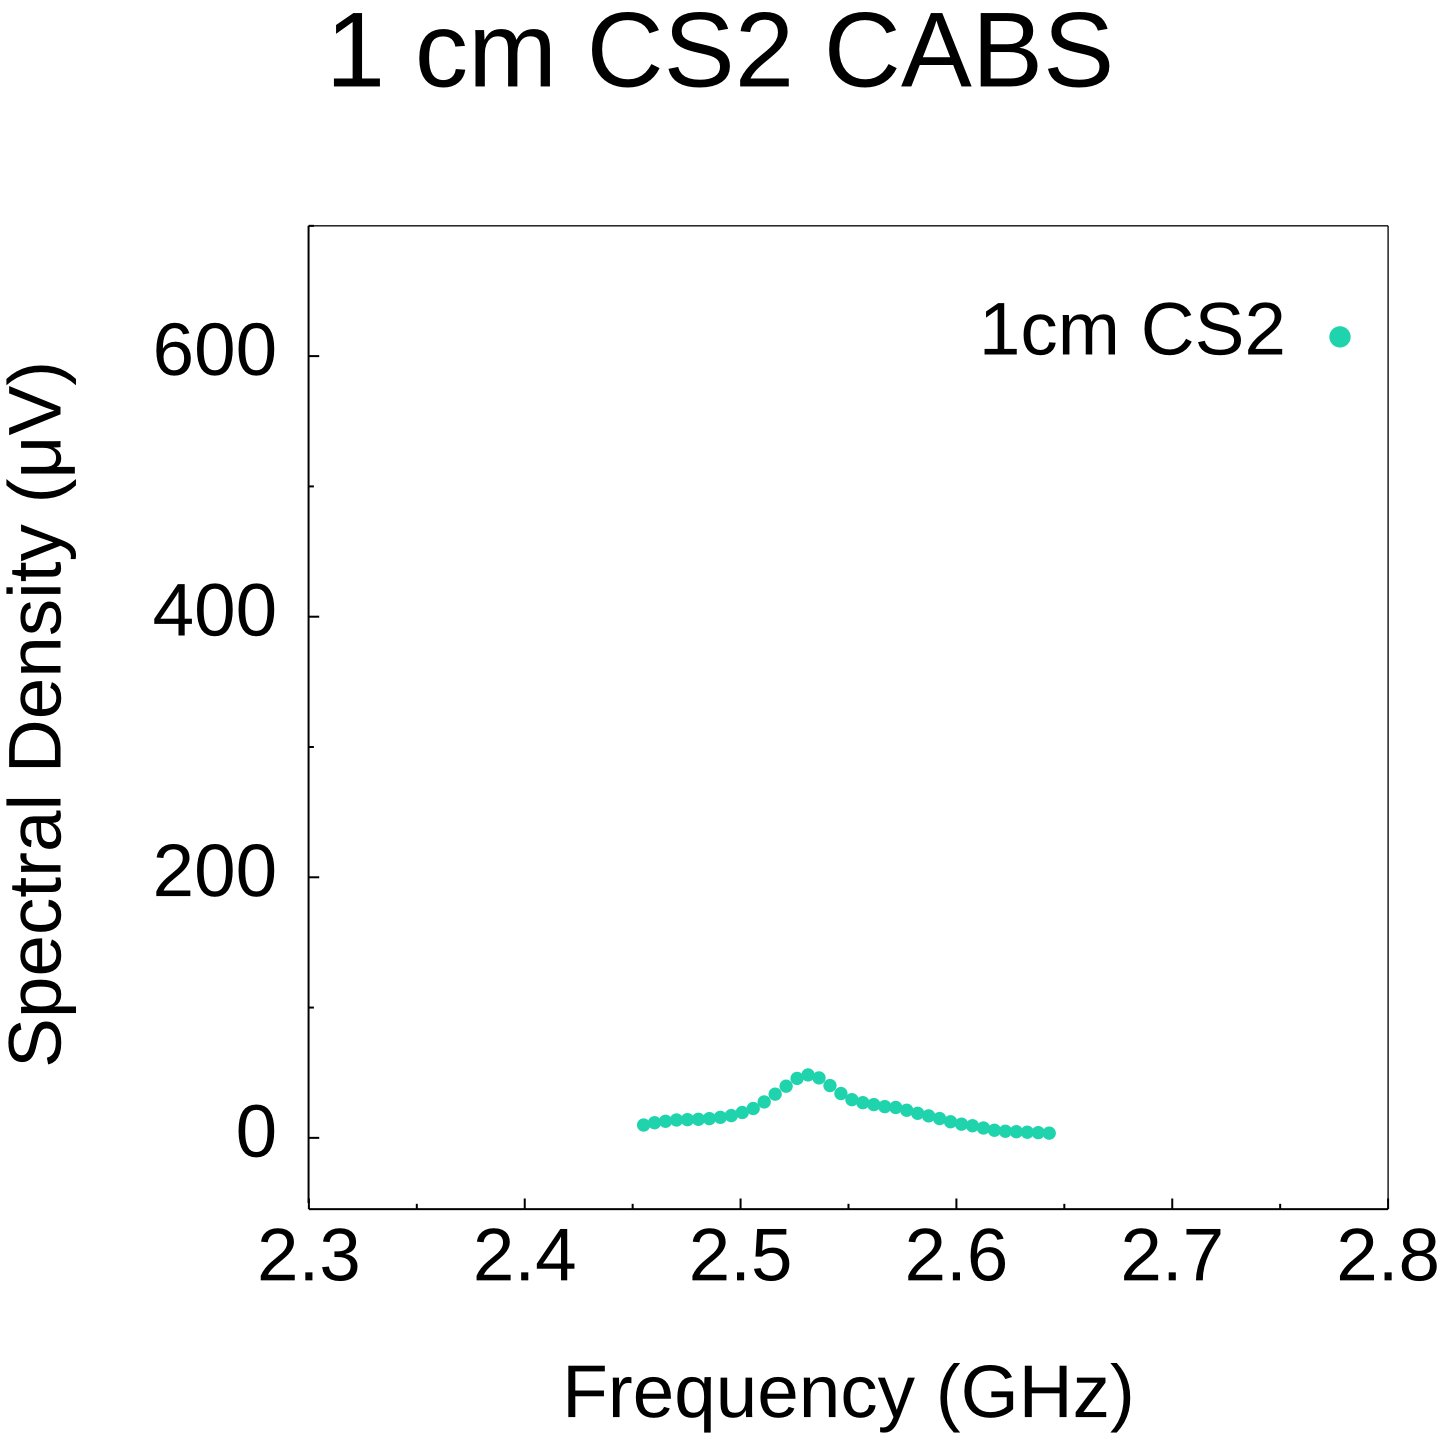 1 cm CS2 CABS
1cm CS2
Spectral Density (μV)
600
400
200
0
2.3 2.4 2.5 2.6 2.7 2.8
Frequency (GHz)